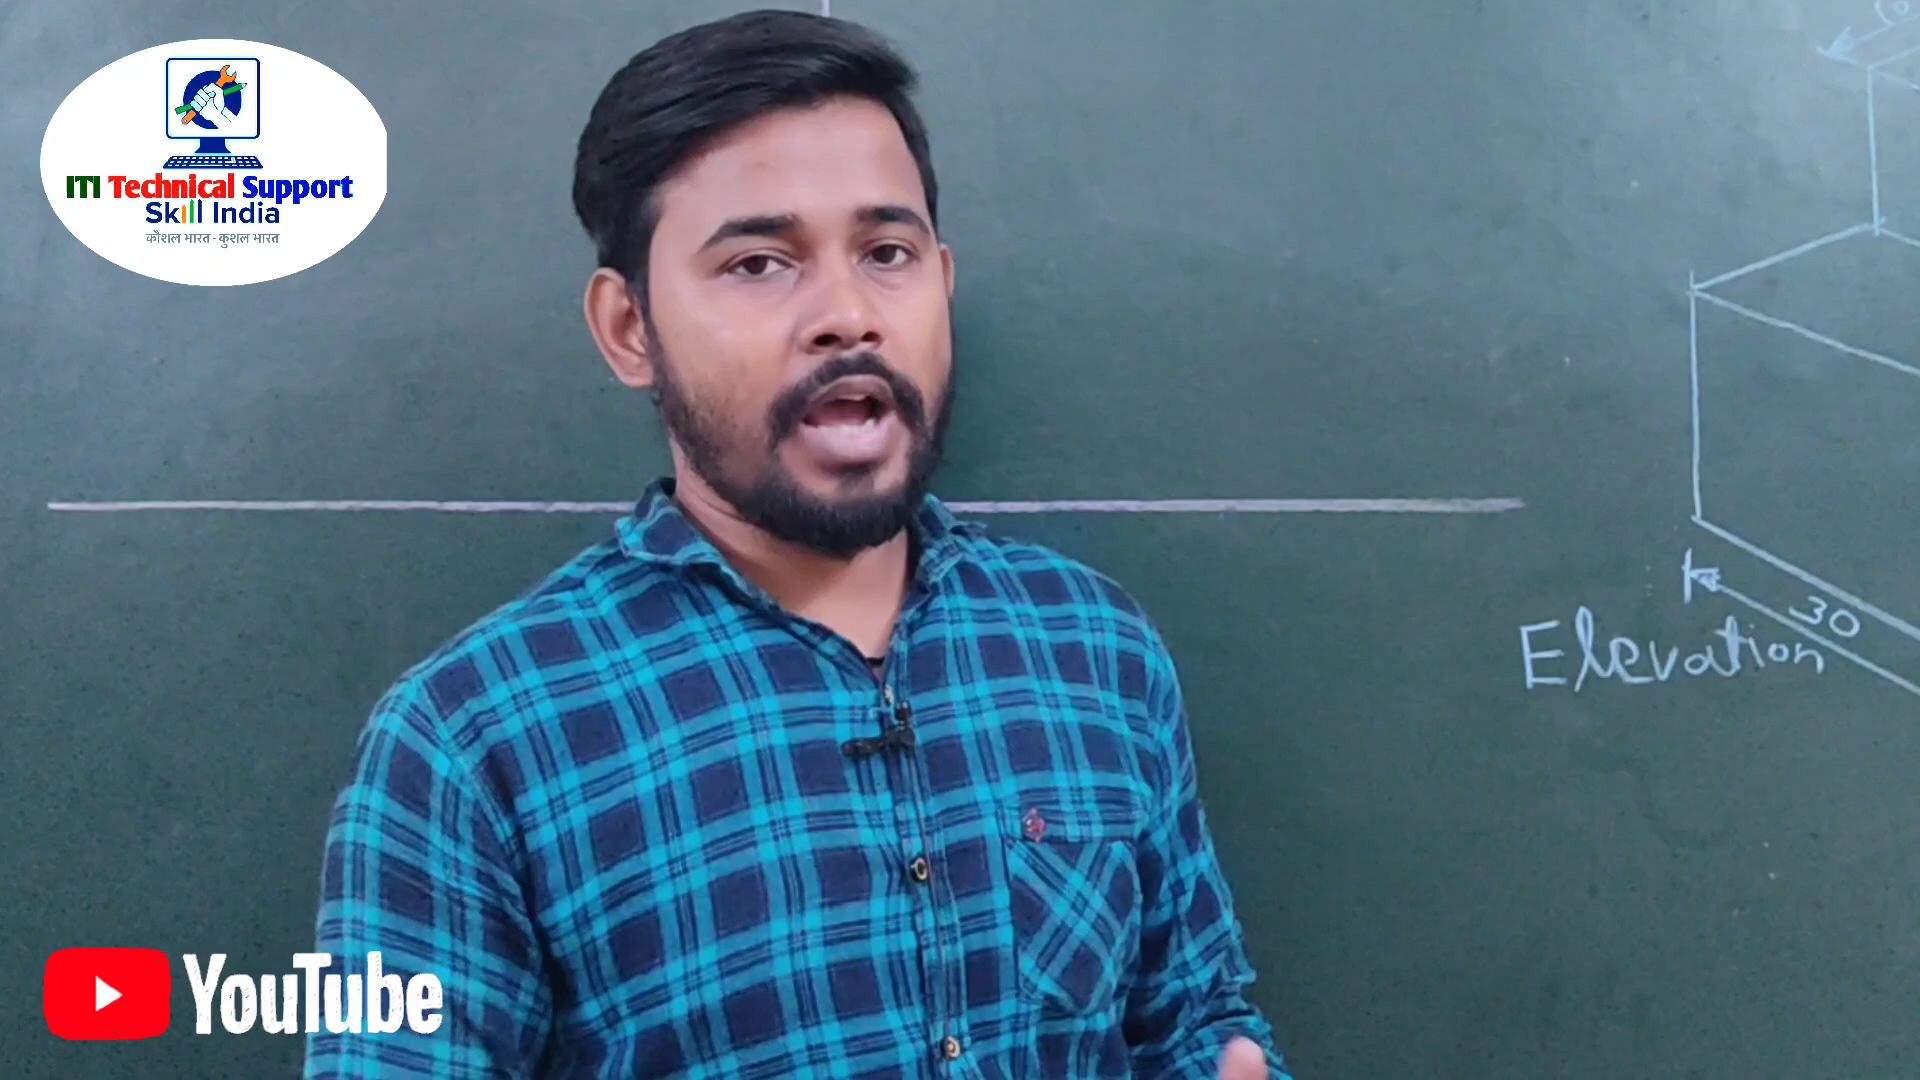 ITI Technical Support
Skill India
कौशल भारत - कुशल भारत
30
Elevation
YouTube